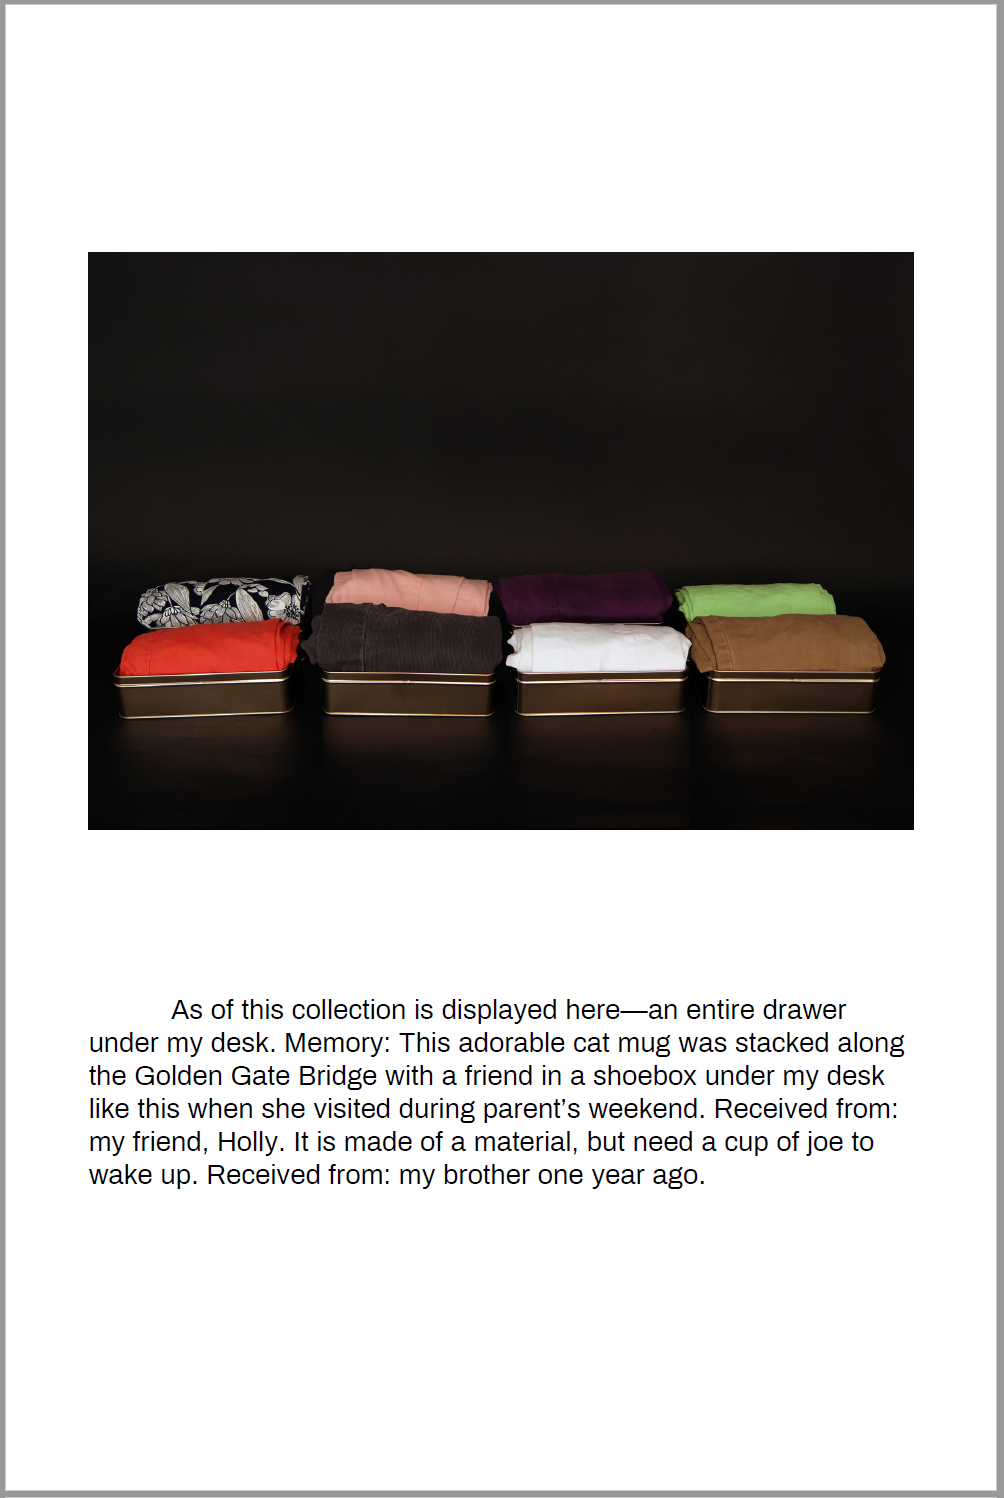 As of this collection is displayed here—an entire drawer
under my desk. Memory: This adorable cat mug was stacked along
the Golden Gate Bridge with a friend in a shoebox under my desk
like this when she visited during parent’s weekend. Received from:
my friend, Holly. It is made of a material, but need a cup of joe to
wake up. Received from: my brother one year ago.